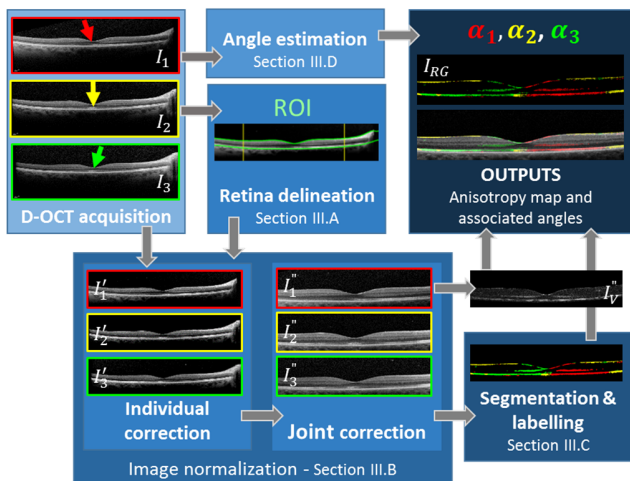 I₁
I₂
I₃
D-OCT acquisition
Angle estimation
Section III.D
ROI
Retina delineation
Section III.A
α₁, α₂, α₃
I_RG
OUTPUTS
Anisotropy map and
associated angles
I′₁
I′₂
I′₃
Individual
correction
I"₁
I"₂
I"₃
Joint correction
Image normalization - Section III.B
I"_V
Segmentation &
labelling
Section III.C